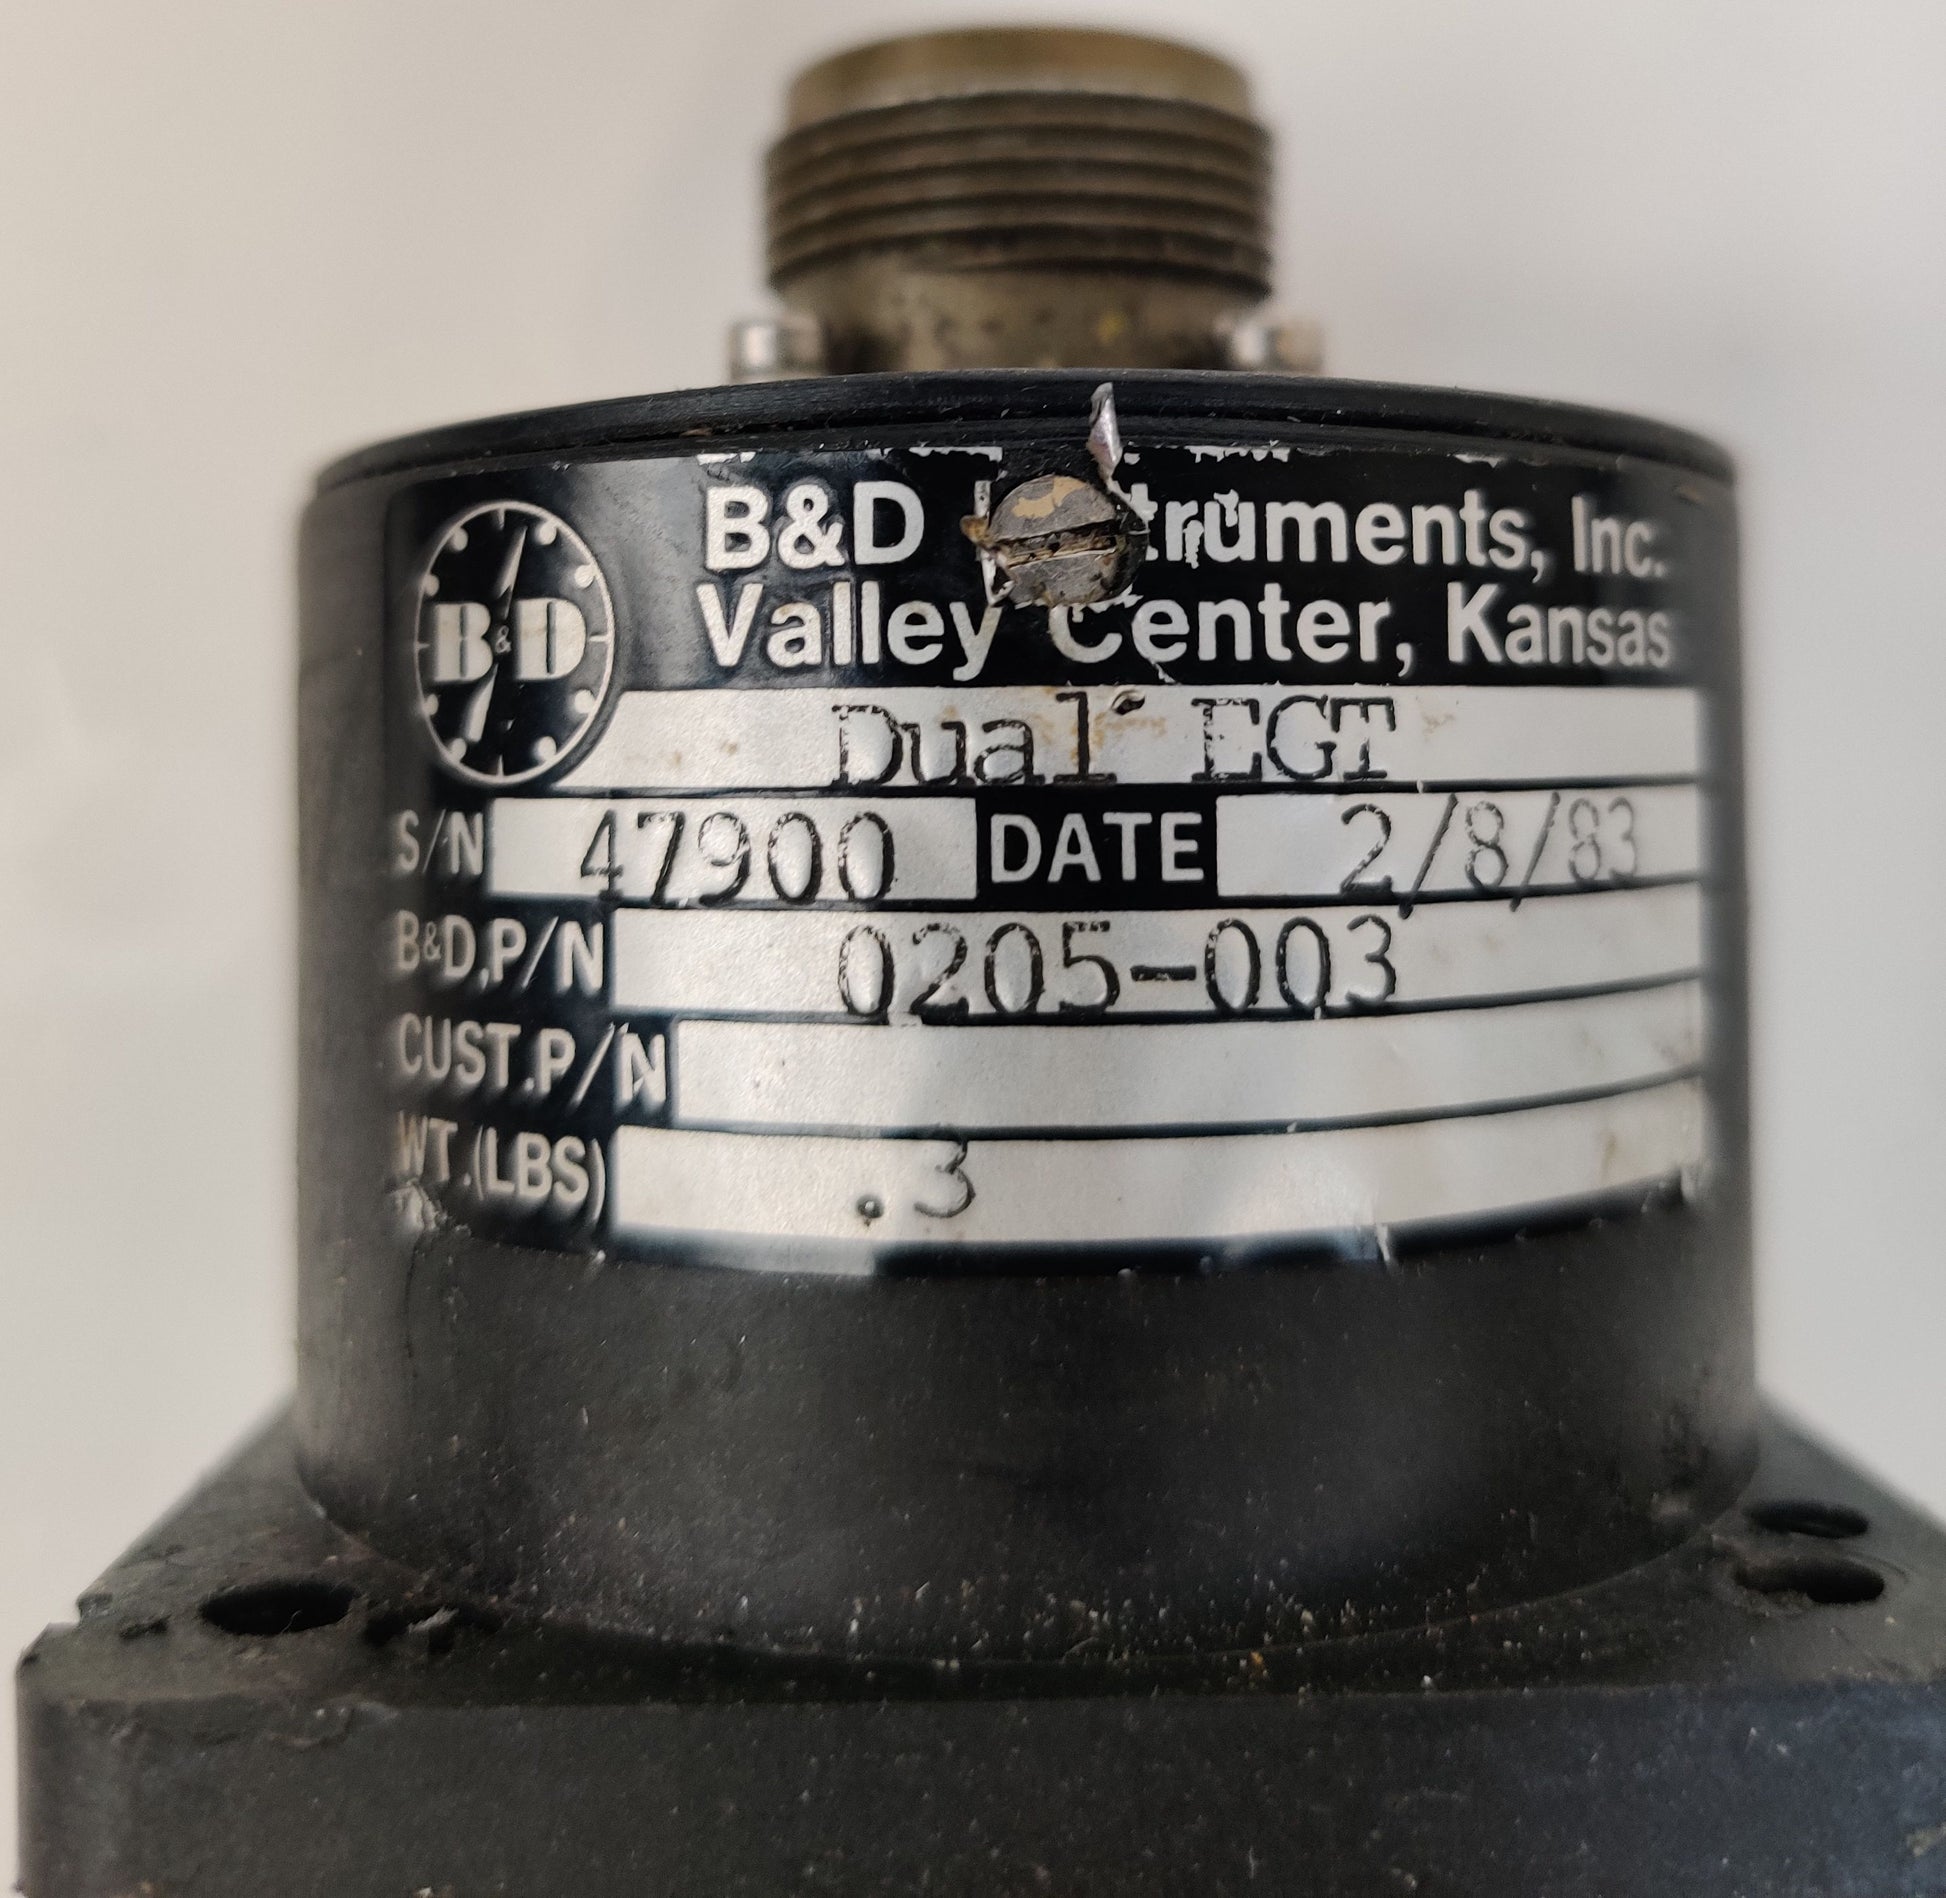 B&D Instruments, Inc.
Valley Center, Kansas
B&D
Dual EGT
S/N 47900 DATE 2/8/83
B&D,P/N 0205-003
CUST.P/N
WT.(LBS) .3